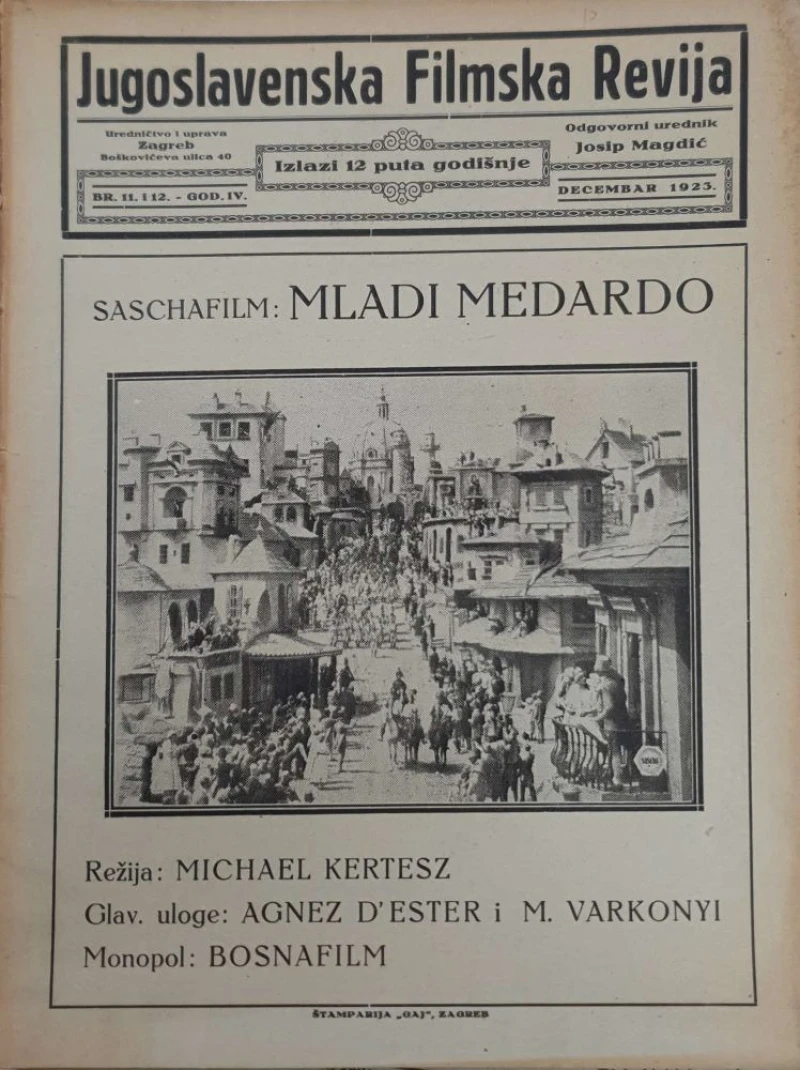 Jugoslavenska Filmska Revija
Uredničtvo i uprava
Zagreb
Boškovićeva ulica 40
Odgovorni urednik
Josip Magdić
Izlazi 12 puta godišnje
BR. 11. i 12. - GOD. IV.
DECEMBAR 1923.
SASCHAFILM: MLADI MEDARDO
Režija: MICHAEL KERTESZ
Glav. uloge: AGNEZ D'ESTER i M. VARKONYI
Monopol: BOSNAFILM
ŠTAMPARIJA „GAJ", ZAGREB